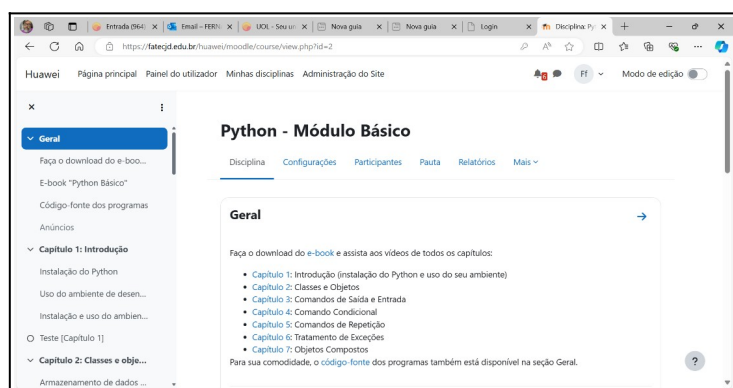 Entrada (964)
Email – FERN
UOL - Seu un
Nova guia
Nova guia
Login
Disciplina: Py
https://fatecjd.edu.br/huawei/moodle/course/view.php?id=2
Huawei Página principal Painel do utilizador Minhas disciplinas Administração do Site
6 Ff Modo de edição
Geral
Faça o download do e-boo...
E-book "Python Básico"
Código-fonte dos programas
Anúncios
Capítulo 1: Introdução
Instalação do Python
Uso do ambiente de desen...
Instalação e uso do ambien...
Teste [Capítulo 1]
Capítulo 2: Classes e obje...
Armazenamento de dados ...
Python - Módulo Básico
Disciplina Configurações Participantes Pauta Relatórios Mais
Geral
Faça o download do e-book e assista aos vídeos de todos os capítulos:
• Capítulo 1: Introdução (instalação do Python e uso do seu ambiente)
• Capítulo 2: Classes e Objetos
• Capítulo 3: Comandos de Saída e Entrada
• Capítulo 4: Comando Condicional
• Capítulo 5: Comandos de Repetição
• Capítulo 6: Tratamento de Exceções
• Capítulo 7: Objetos Compostos
Para sua comodidade, o código-fonte dos programas também está disponível na seção Geral.
?